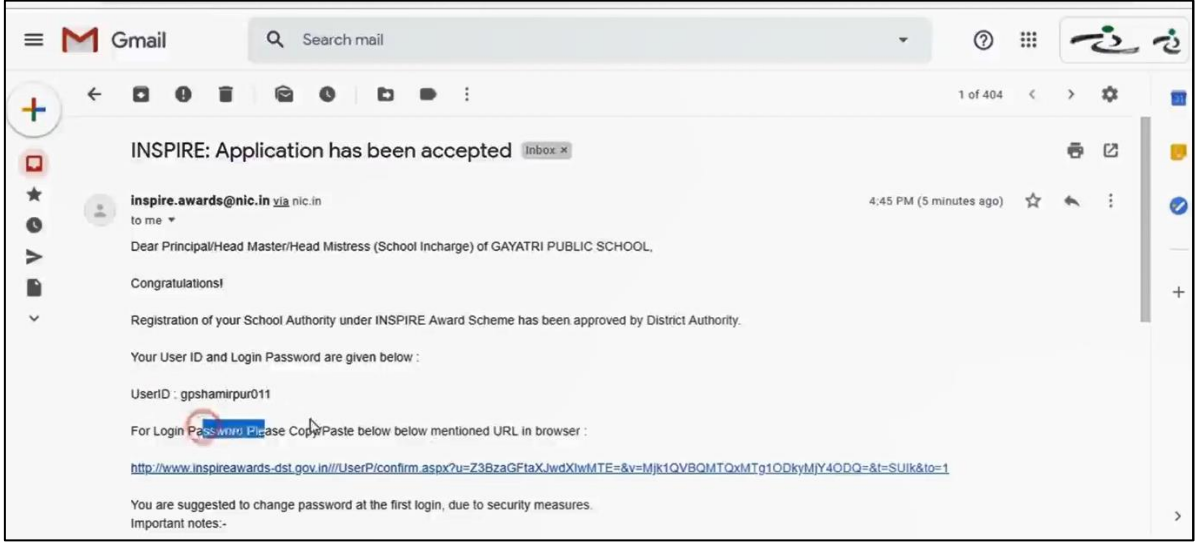 Gmail
Search mail
1 of 404
INSPIRE: Application has been accepted Inbox ×
inspire.awards@nic.in via nic.in
4:45 PM (5 minutes ago)
to me
Dear Principal/Head Master/Head Mistress (School Incharge) of GAYATRI PUBLIC SCHOOL,
Congratulations!
Registration of your School Authority under INSPIRE Award Scheme has been approved by District Authority.
Your User ID and Login Password are given below :
UserID : gpshamirpur011
For Login Password Please Copy/Paste below below mentioned URL in browser :
http://www.inspireawards-dst.gov.in///UserP/confirm.aspx?u=Z3BzaGFtaXJwdXIwMTE=&v=Mjk1QVBQMTQxMTg1ODkyMjY4ODQ=&t=SUlk&to=1
You are suggested to change password at the first login, due to security measures.
Important notes:-